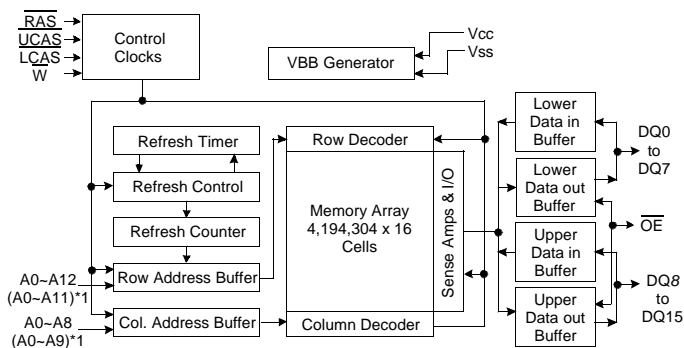 RAS
UCAS
LCAS
W
Control
Clocks
VBB Generator
Vcc
Vss
Refresh Timer
Refresh Control
Refresh Counter
Row Address Buffer
Col. Address Buffer
A0~A12
(A0~A11)*1
A0~A8
(A0~A9)*1
Row Decoder
Memory Array
4,194,304 x 16
Cells
Column Decoder
Sense Amps & I/O
Lower
Data in
Buffer
Lower
Data out
Buffer
Upper
Data in
Buffer
Upper
Data out
Buffer
DQ0
to
DQ7
OE
DQ8
to
DQ15